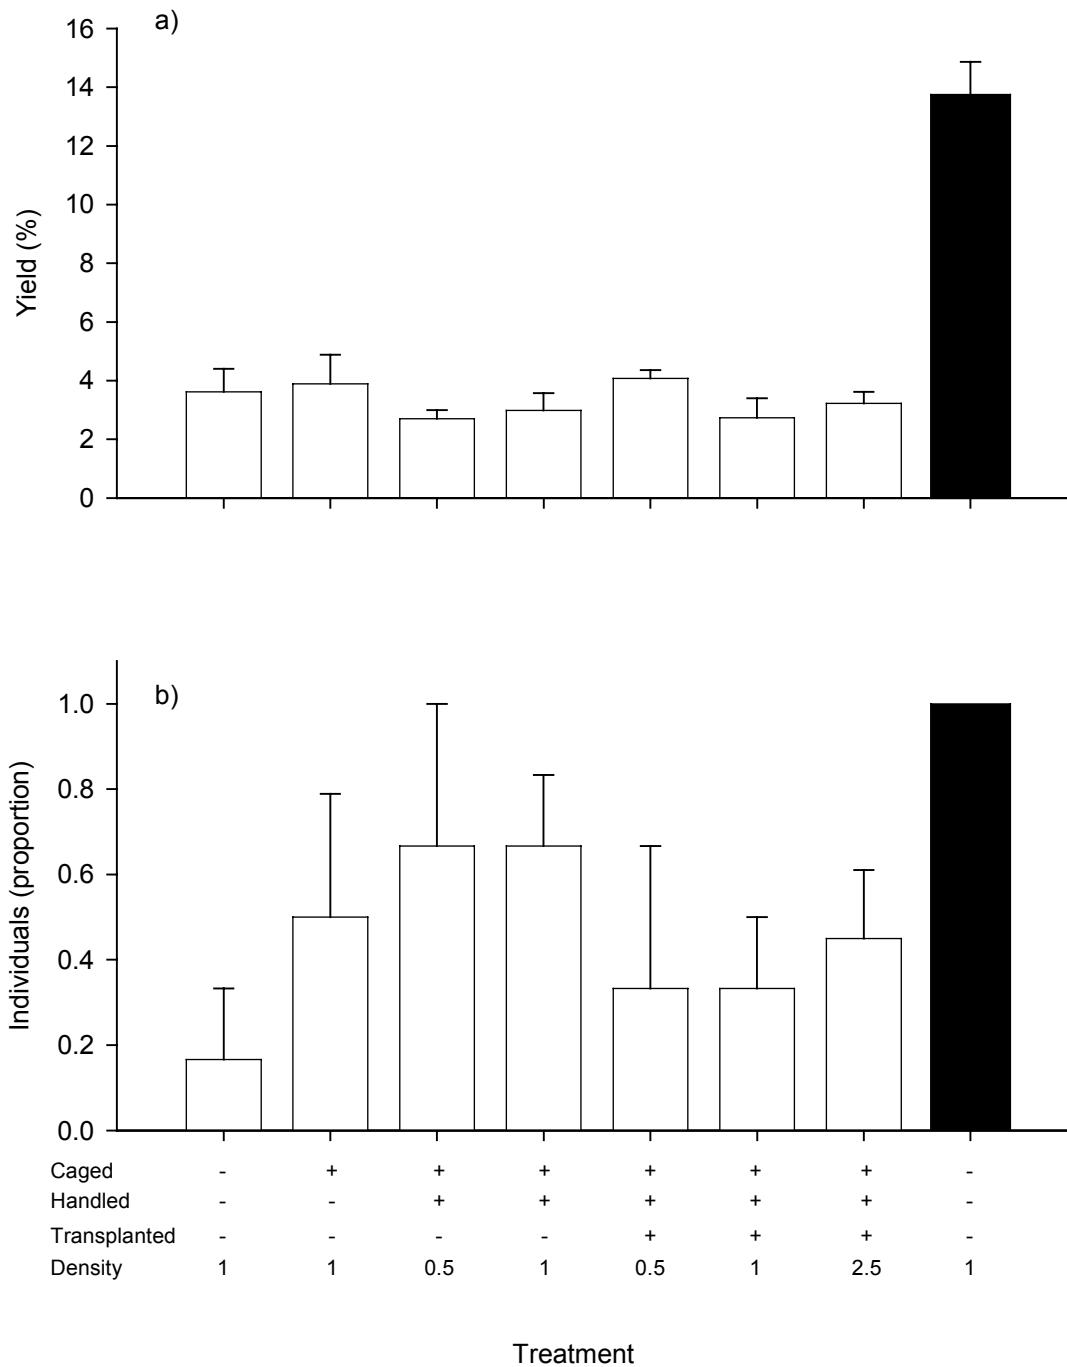 a)
16
14
12
10
8
6
4
2
0
Yield (%)
b)
1.0
0.8
0.6
0.4
0.2
0.0
Individuals (proportion)
Caged - + + + + + + -
Handled - - + + + + + -
Transplanted - - - - + + + -
Density 1 1 0.5 1 0.5 1 2.5 1
Treatment